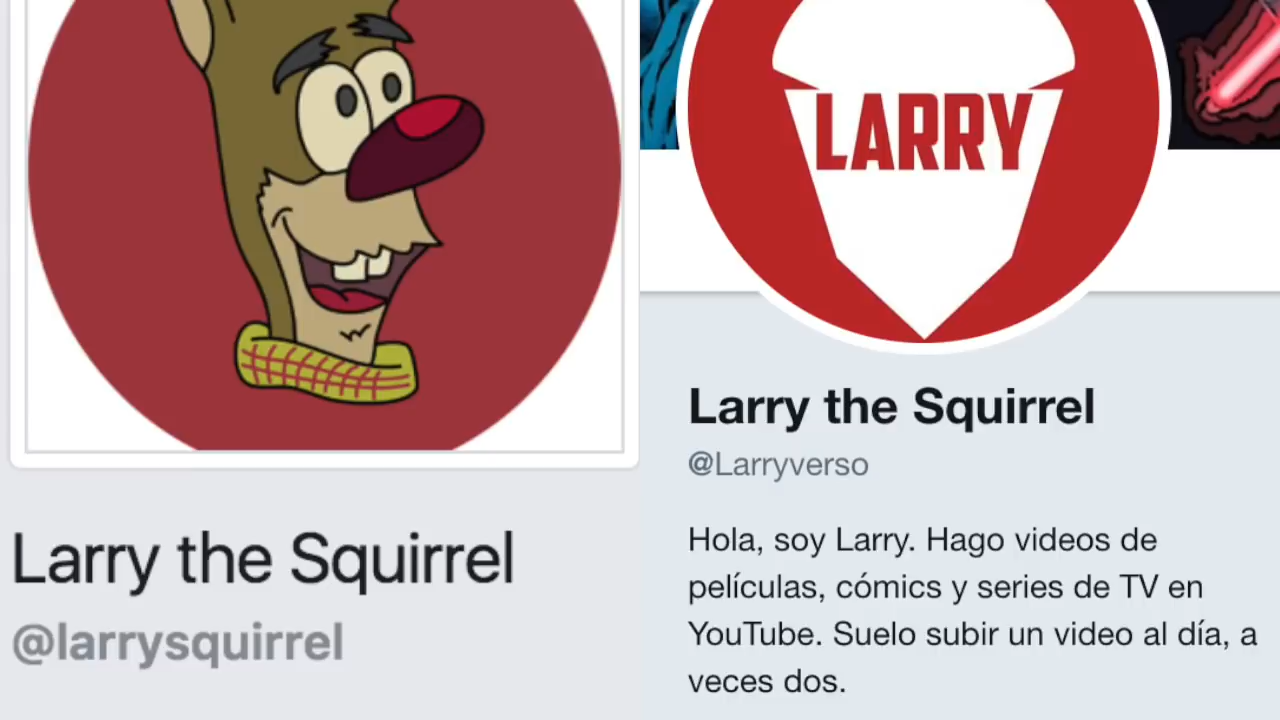 Larry the Squirrel
@larrysquirrel
LARRY
Larry the Squirrel
@Larryverso
Hola, soy Larry. Hago videos de
películas, cómics y series de TV en
YouTube. Suelo subir un video al día, a
veces dos.